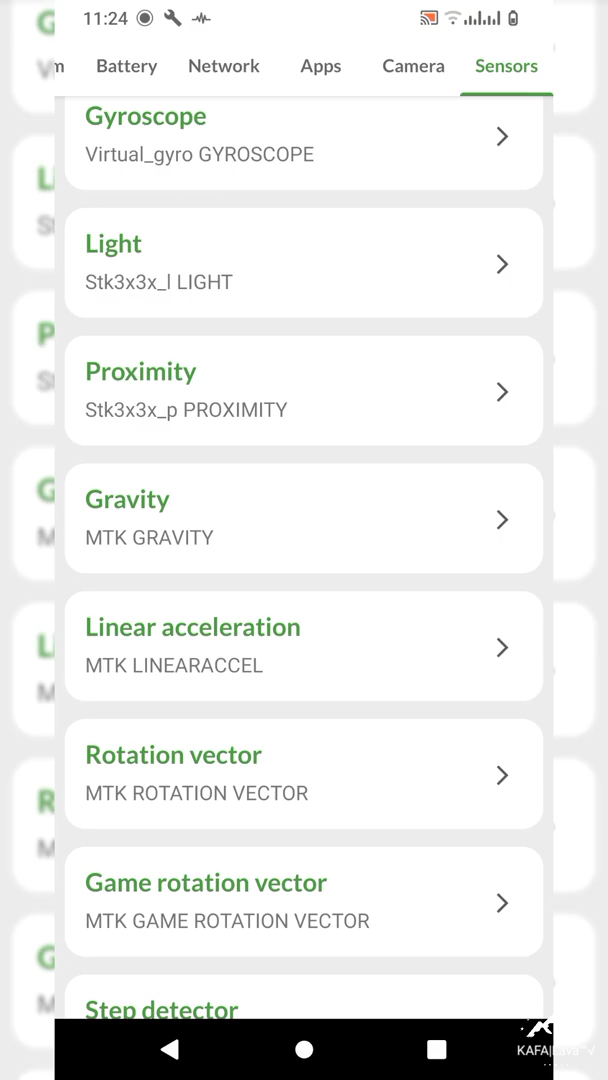 11:24
Battery Network Apps Camera Sensors
Gyroscope
Virtual_gyro GYROSCOPE
Light
Stk3x3x_l LIGHT
Proximity
Stk3x3x_p PROXIMITY
Gravity
MTK GRAVITY
Linear acceleration
MTK LINEARACCEL
Rotation vector
MTK ROTATION VECTOR
Game rotation vector
MTK GAME ROTATION VECTOR
Step detector